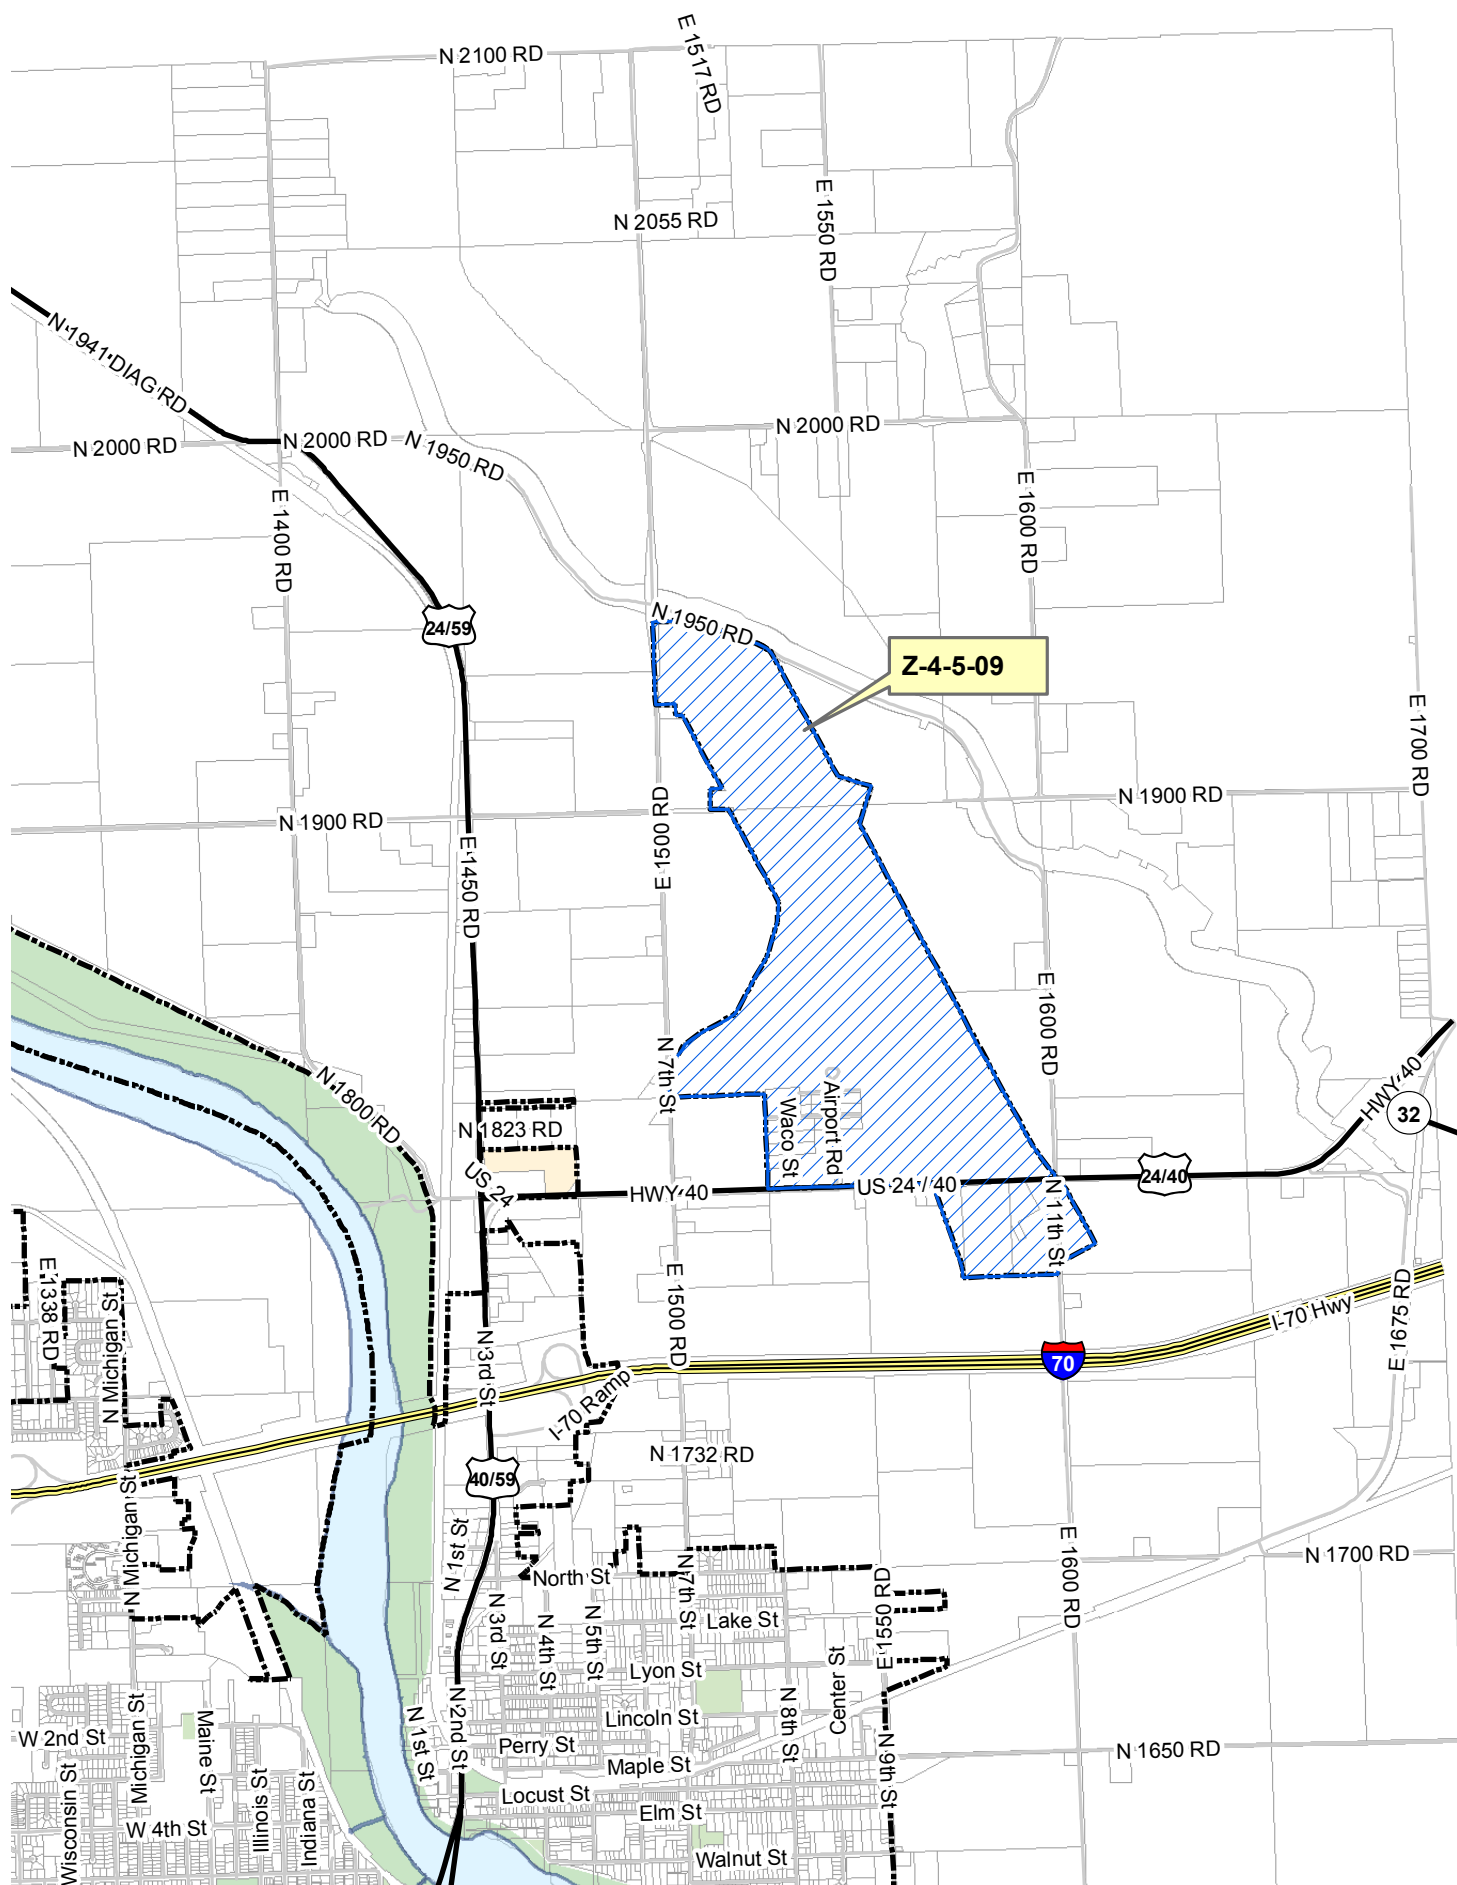 N 2100 RD
E 1517 RD
E 1550 RD
N 2055 RD
N 1941 DIAG RD
N 2000 RD
N 2000 RD
N 1950 RD
N 2000 RD
E 1400 RD
E 1600 RD
24/59
N 1950 RD
Z-4-5-09
E 1700 RD
N 1900 RD
E 1500 RD
N 1900 RD
E 1450 RD
E 1600 RD
N 7th St
Airport Rd
Waco St
N 1800 RD
N 1823 RD
HWY 40
32
US 24
HWY 40
US 24 / 40
24/40
N 11th St
E 1338 RD
N Michigan St
E 1500 RD
I-70 Hwy
E 1675 RD
N 3rd St
70
I-70 Ramp
N 1732 RD
40/59
N Michigan St
N 1st St
E 1600 RD
N 1700 RD
North St
N 7th St
E 1550 RD
N 3rd St
N 4th St
N 5th St
Lake St
Lyon St
Center St
N 1st St
N 2nd St
Lincoln St
N 8th St
W 2nd St
Michigan St
Maine St
Perry St
Maple St
N 9th St
N 1650 RD
Wisconsin St
Illinois St
Indiana St
Locust St
Elm St
W 4th St
Walnut St